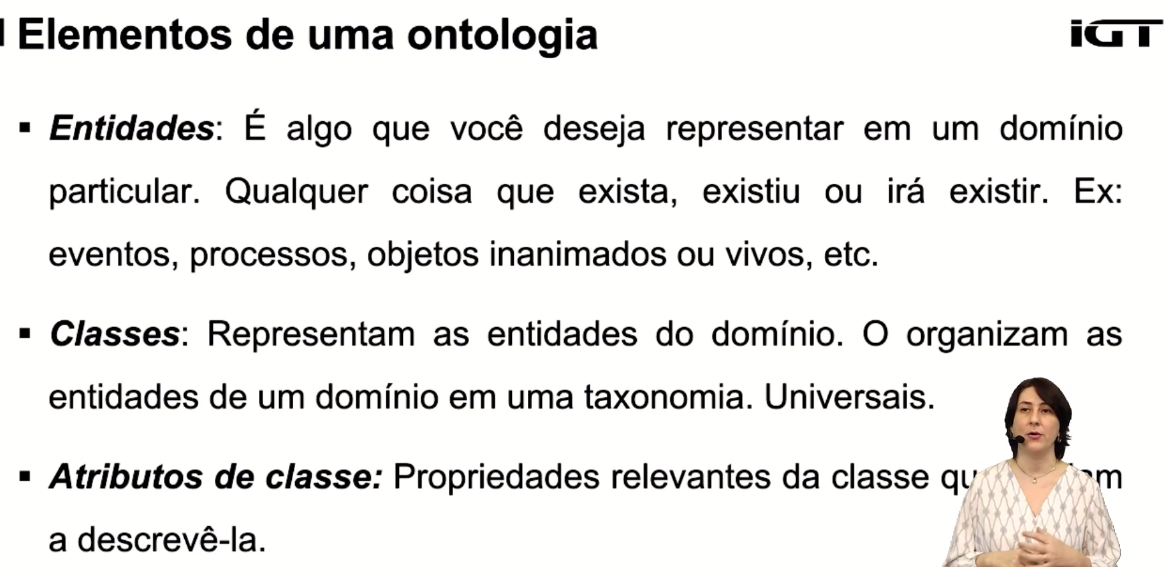 Elementos de uma ontologia
iGT
▪ Entidades: É algo que você deseja representar em um domínio
particular. Qualquer coisa que exista, existiu ou irá existir. Ex:
eventos, processos, objetos inanimados ou vivos, etc.
▪ Classes: Representam as entidades do domínio. O organizam as
entidades de um domínio em uma taxonomia. Universais.
▪ Atributos de classe: Propriedades relevantes da classe
a descrevê-la.